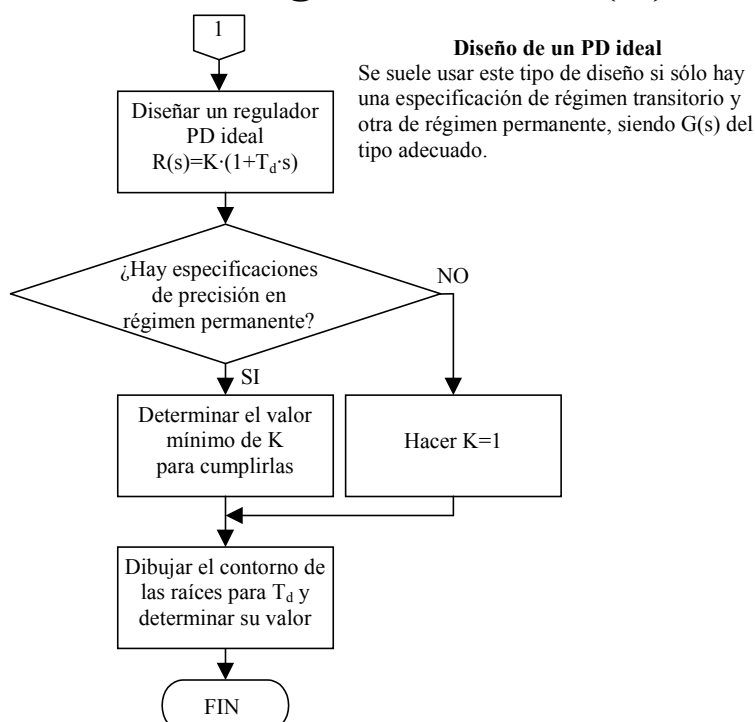 1
Diseño de un PD ideal
Se suele usar este tipo de diseño si sólo hay
una especificación de régimen transitorio y
otra de régimen permanente, siendo G(s) del
tipo adecuado.
Diseñar un regulador
PD ideal
R(s)=K·(1+T_d·s)
¿Hay especificaciones
de precisión en
régimen permanente?
NO
SI
Determinar el valor
mínimo de K
para cumplirlas
Hacer K=1
Dibujar el contorno de
las raíces para T_d y
determinar su valor
FIN